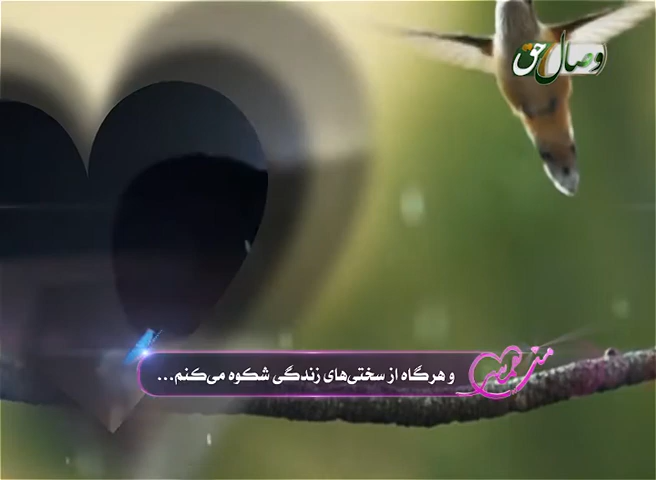 وصال حق
و هرگاه از سختی‌های زندگی شکوه می‌کنم...